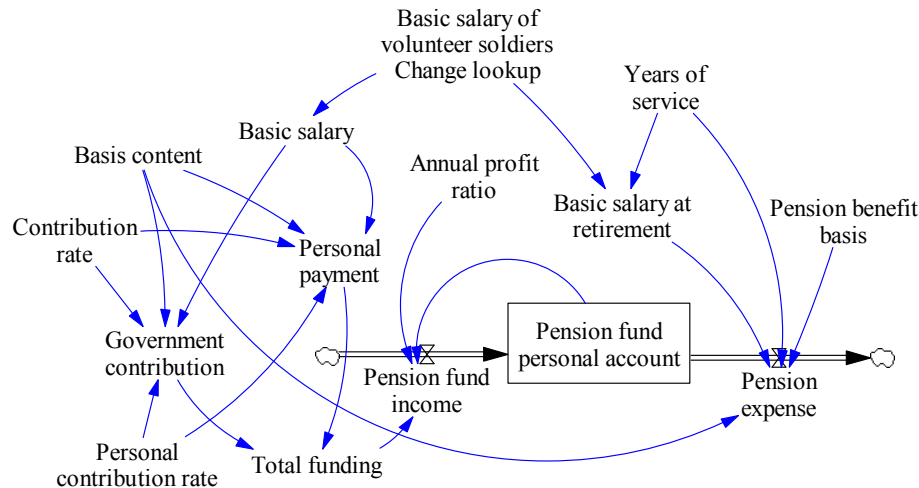 Basic salary of
volunteer soldiers
Change lookup
Years of
service
Basic salary
Basis content
Annual profit
ratio
Basic salary at
retirement
Pension benefit
basis
Contribution
rate
Personal
payment
Government
contribution
Pension fund
personal account
Pension fund
income
Pension
expense
Personal
contribution rate
Total funding